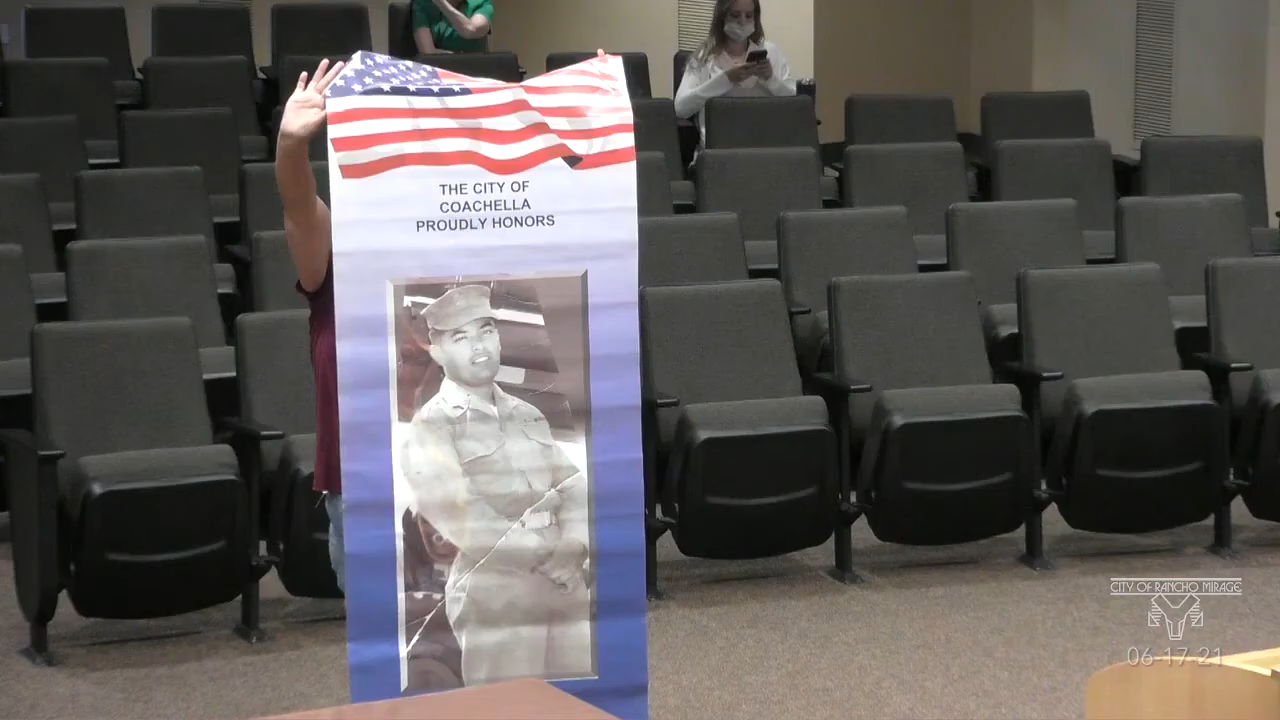 THE CITY OF
COACHELLA
PROUDLY HONORS
CITY OF RANCHO MIRAGE
06-17-21